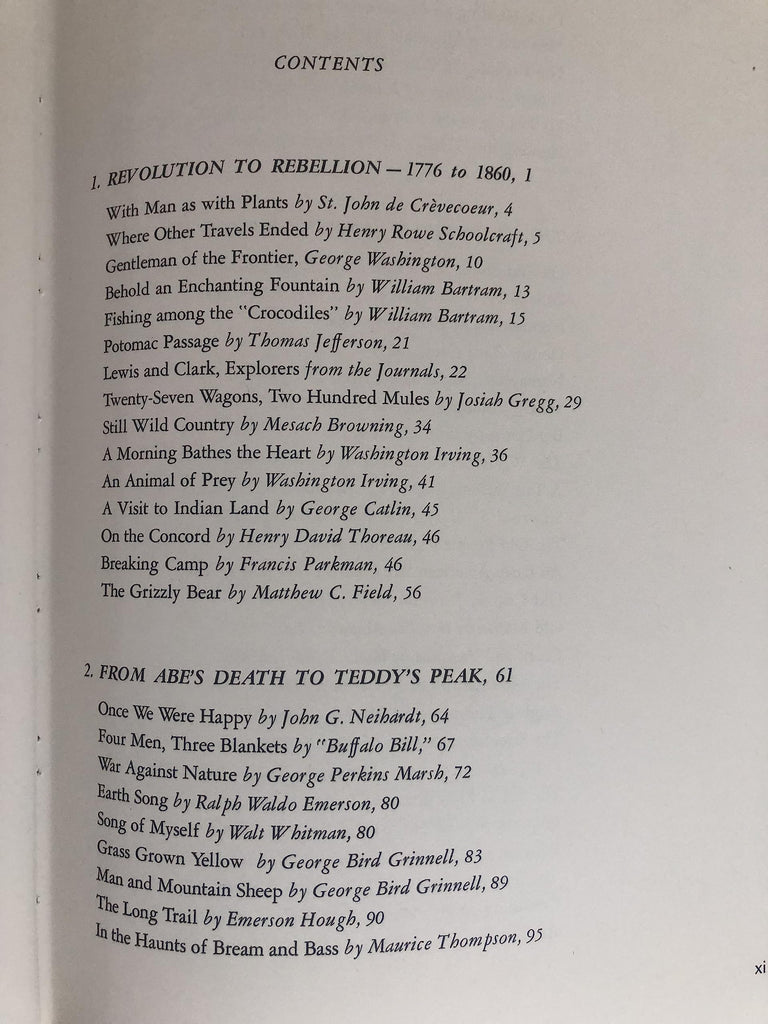 CONTENTS
1. REVOLUTION TO REBELLION — 1776 to 1860, 1
With Man as with Plants by St. John de Crèvecoeur, 4
Where Other Travels Ended by Henry Rowe Schoolcraft, 5
Gentleman of the Frontier, George Washington, 10
Behold an Enchanting Fountain by William Bartram, 13
Fishing among the "Crocodiles" by William Bartram, 15
Potomac Passage by Thomas Jefferson, 21
Lewis and Clark, Explorers from the Journals, 22
Twenty-Seven Wagons, Two Hundred Mules by Josiah Gregg, 29
Still Wild Country by Mesach Browning, 34
A Morning Bathes the Heart by Washington Irving, 36
An Animal of Prey by Washington Irving, 41
A Visit to Indian Land by George Catlin, 45
On the Concord by Henry David Thoreau, 46
Breaking Camp by Francis Parkman, 46
The Grizzly Bear by Matthew C. Field, 56
2. FROM ABE'S DEATH TO TEDDY'S PEAK, 61
Once We Were Happy by John G. Neihardt, 64
Four Men, Three Blankets by "Buffalo Bill," 67
War Against Nature by George Perkins Marsh, 72
Earth Song by Ralph Waldo Emerson, 80
Song of Myself by Walt Whitman, 80
Grass Grown Yellow by George Bird Grinnell, 83
Man and Mountain Sheep by George Bird Grinnell, 89
The Long Trail by Emerson Hough, 90
In the Haunts of Bream and Bass by Maurice Thompson, 95
xi